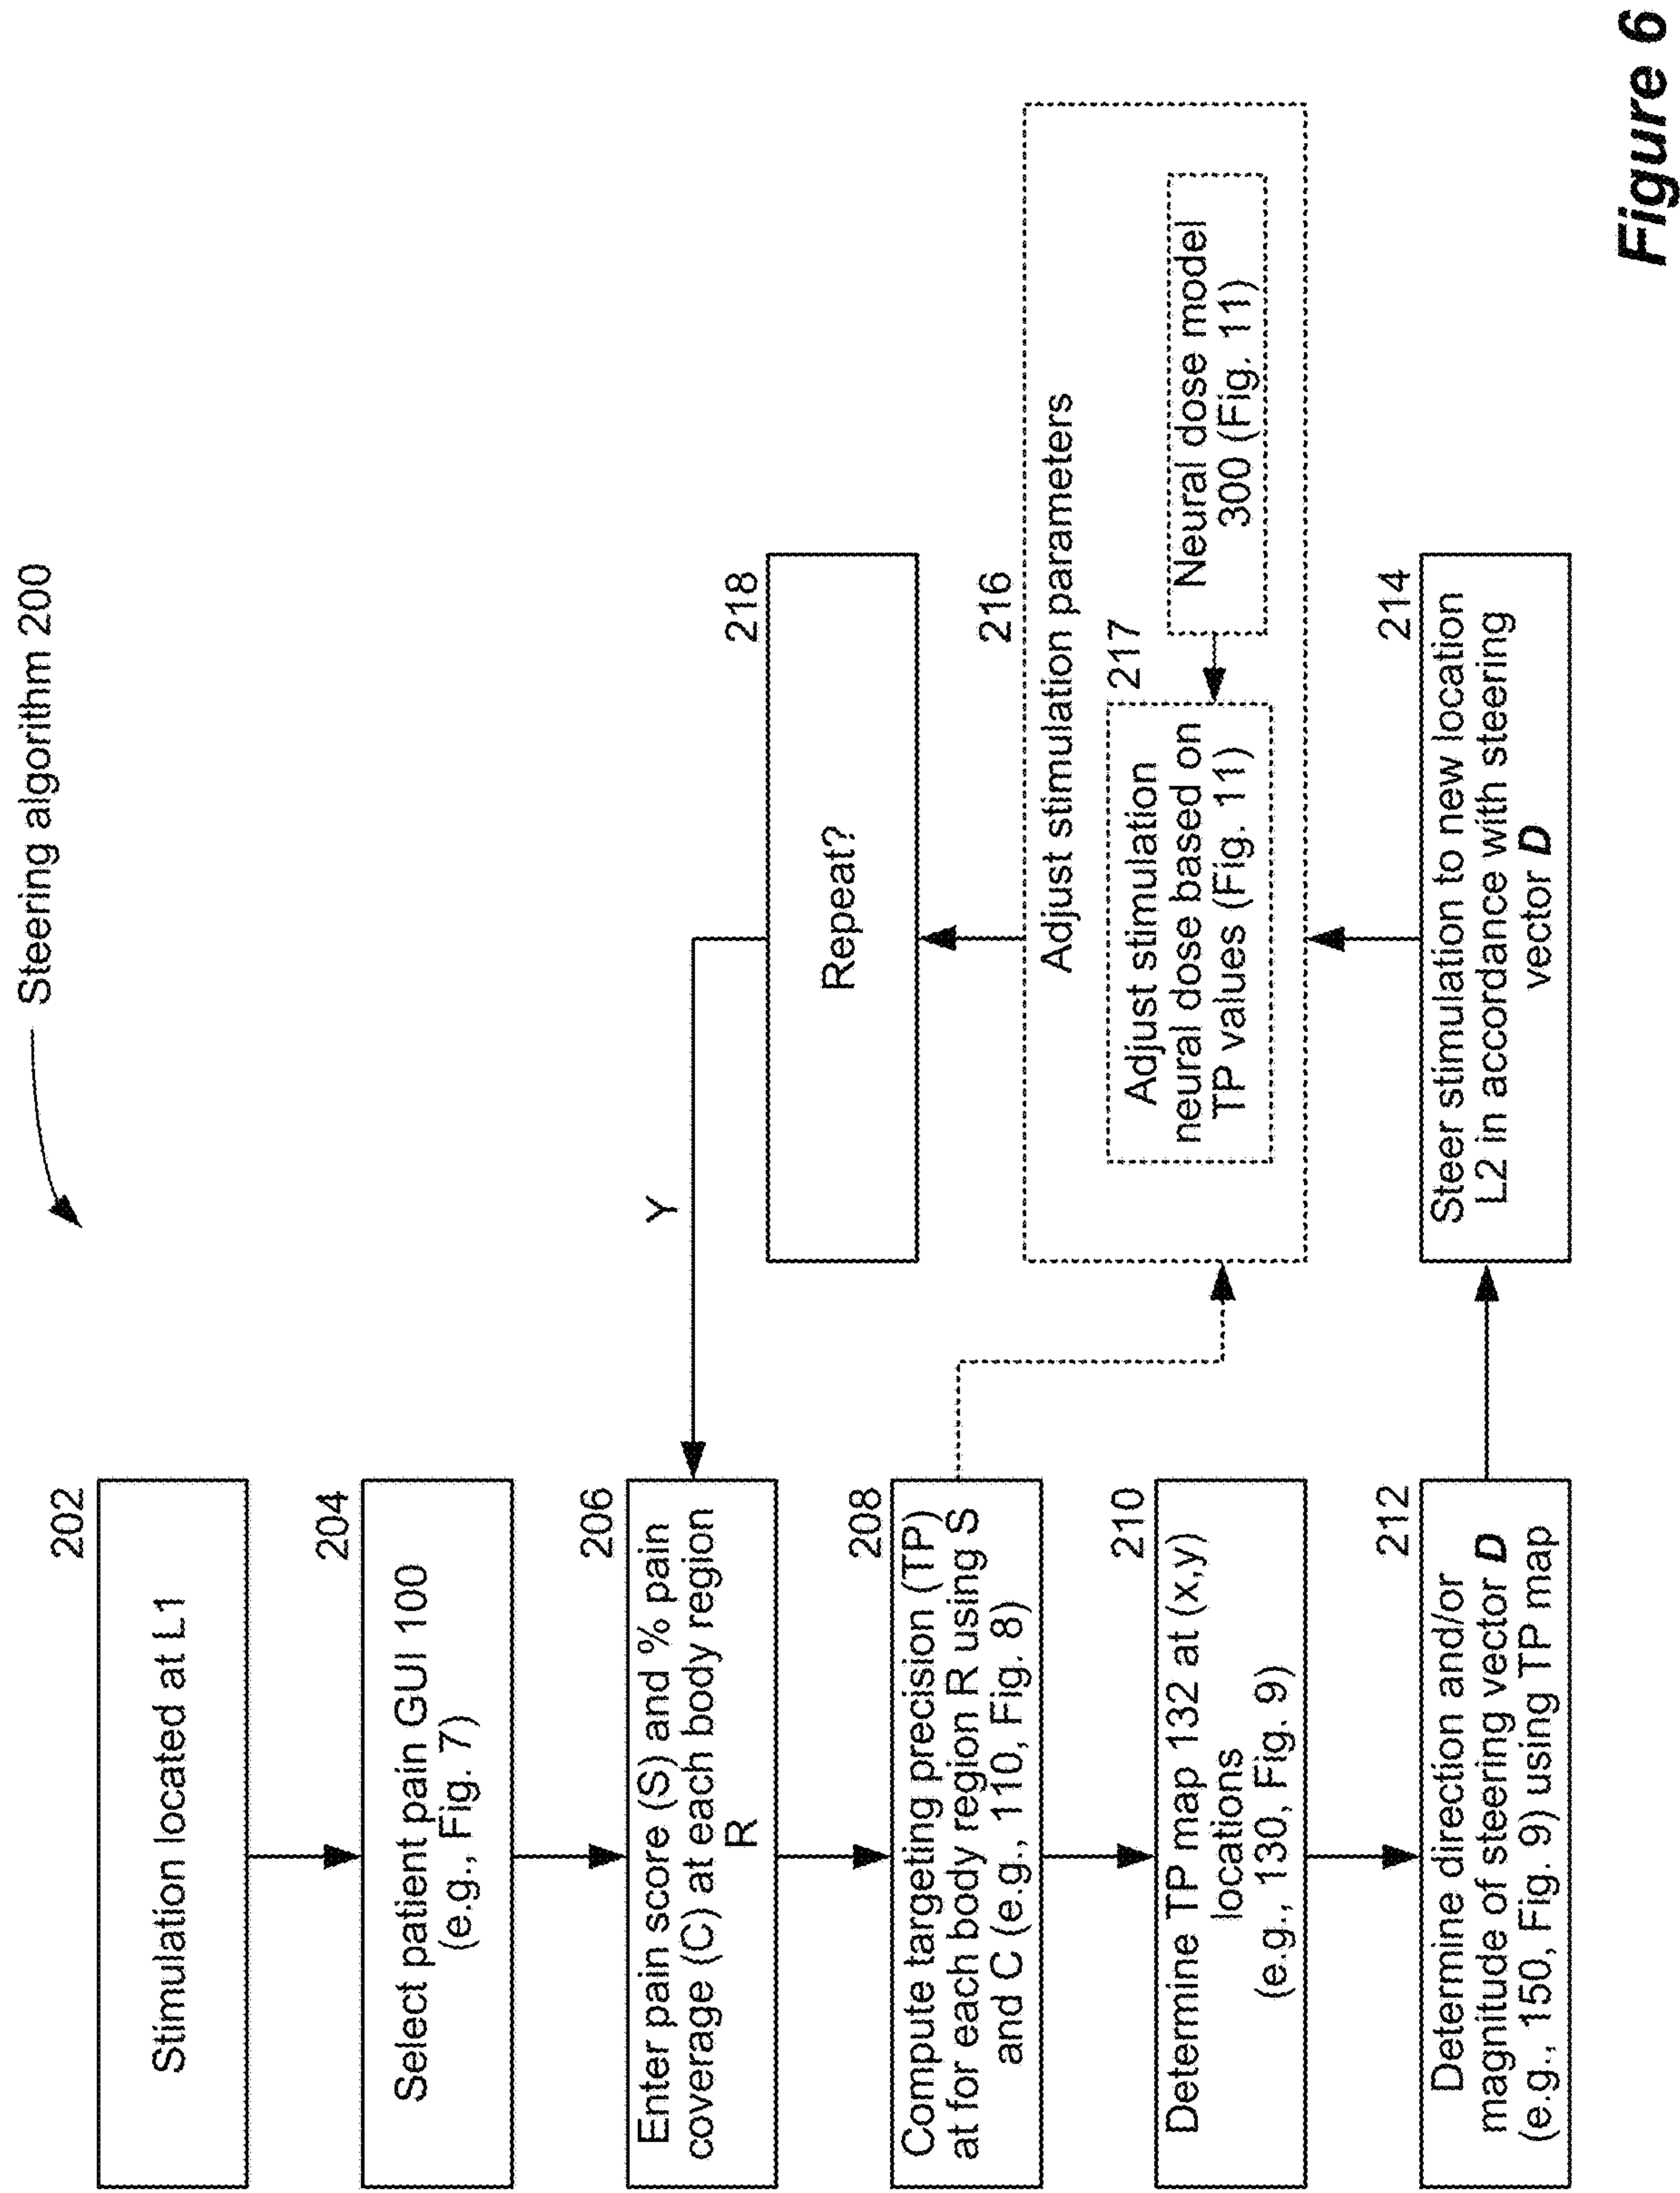 Steering algorithm 200
202
Stimulation located at L1
204
Select patient pain GUI 100
(e.g., Fig. 7)
206
Enter pain score (S) and % pain
coverage (C) at each body region
R
208
Compute targeting precision (TP)
at for each body region R using S
and C (e.g., 110, Fig. 8)
210
Determine TP map 132 at (x,y)
locations
(e.g., 130, Fig. 9)
212
Determine direction and/or
magnitude of steering vector D
(e.g., 150, Fig. 9) using TP map
214
Steer stimulation to new location
L2 in accordance with steering
vector D
216
Adjust stimulation parameters
217
Adjust stimulation
neural dose based on
TP values (Fig. 11)
Neural dose model
300 (Fig. 11)
218
Repeat?
Y
Figure 6